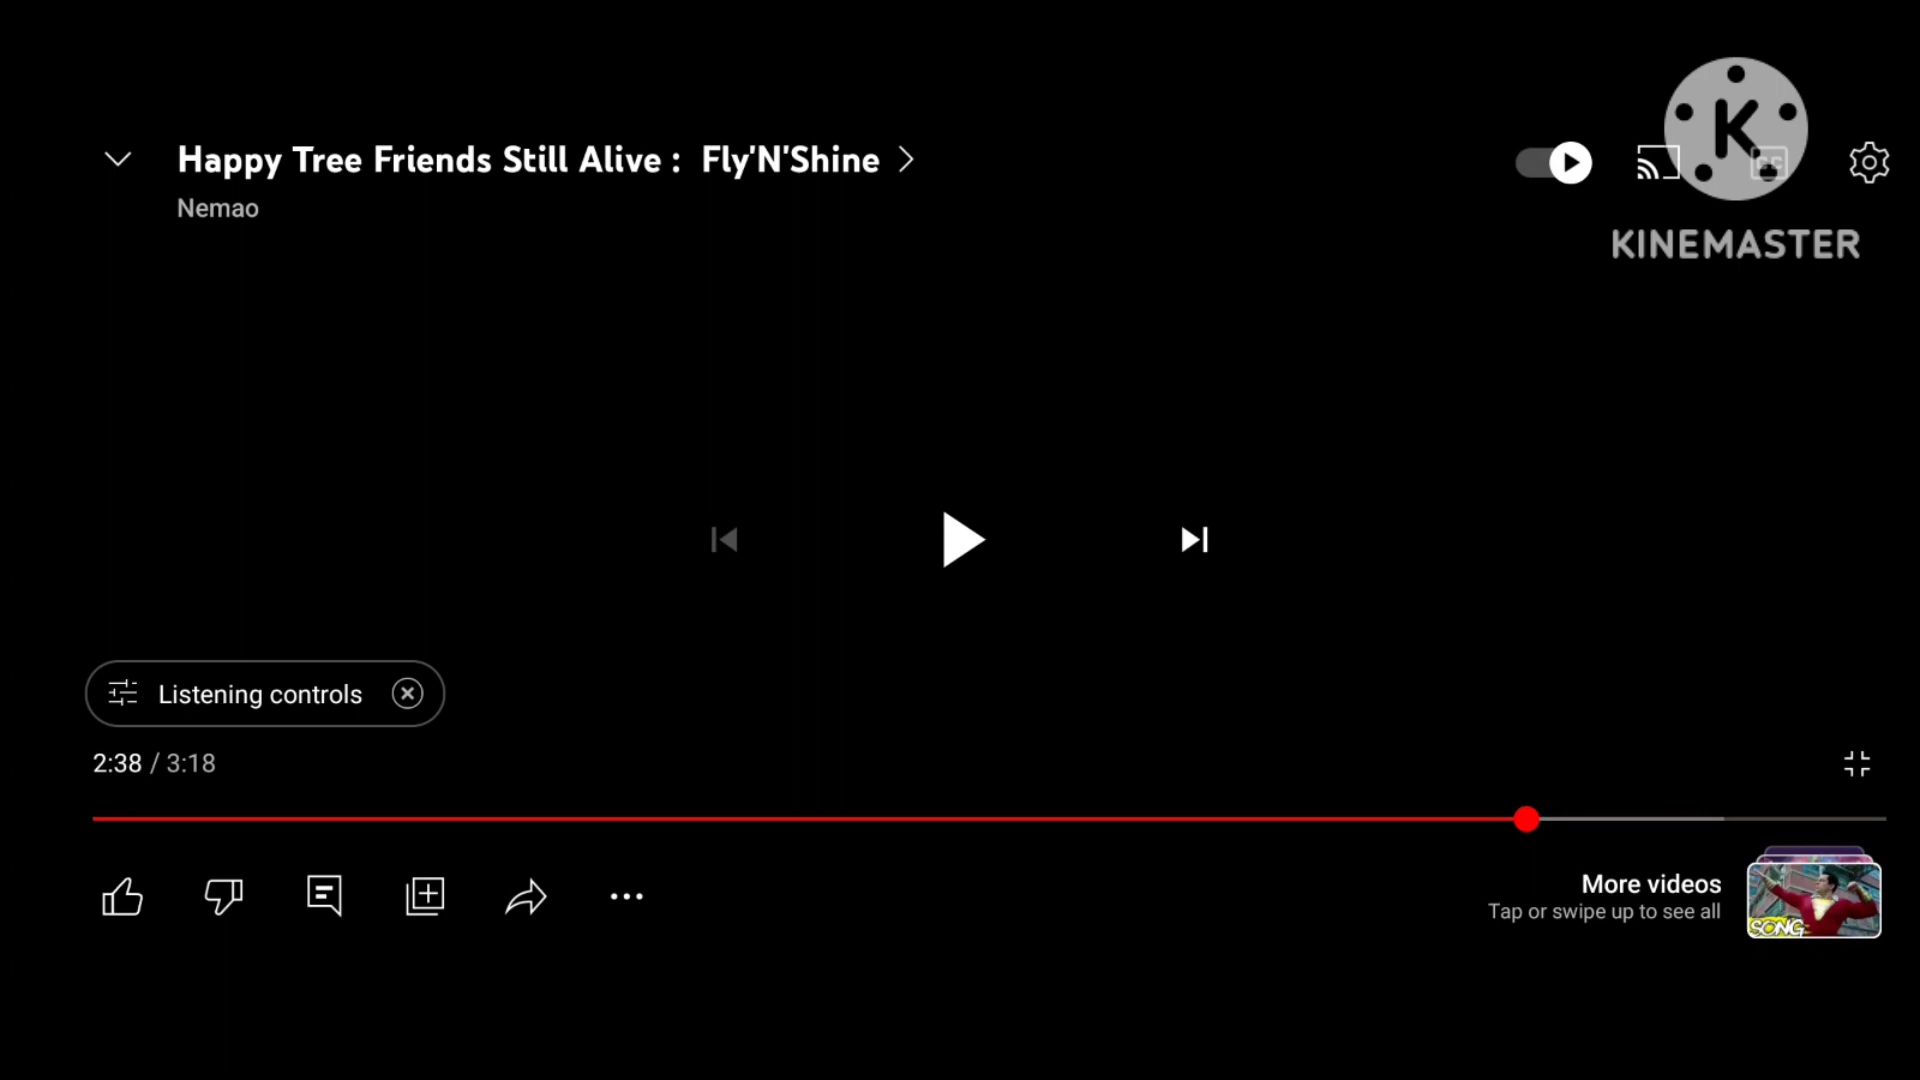 Happy Tree Friends Still Alive :  Fly'N'Shine
Nemao
K
CC
KINEMASTER
Listening controls
2:38 / 3:18
More videos
Tap or swipe up to see all
SONG